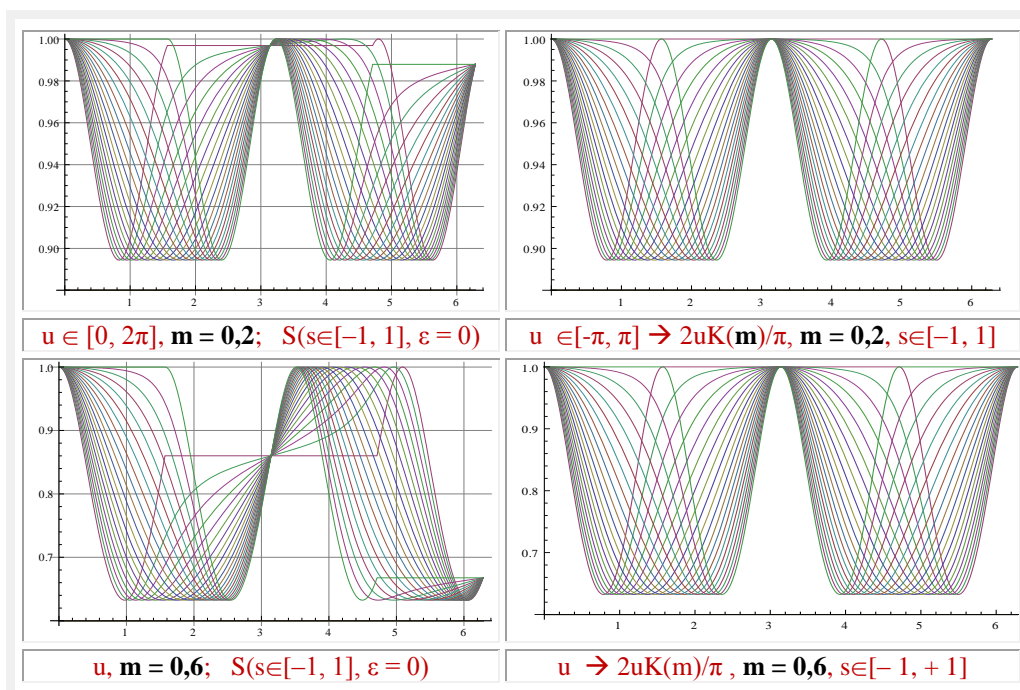 1.00
0.98
0.96
0.94
0.92
0.90
1 2 3 4 5 6
1.00
0.98
0.96
0.94
0.92
0.90
1 2 3 4 5 6
u ∈ [0, 2π], m = 0,2; S(s∈[−1, 1], ε = 0)
u ∈[-π, π] → 2uK(m)/π, m = 0,2, s∈[−1, 1]
1.0
0.9
0.8
0.7
1 2 3 4 5 6
1.0
0.9
0.8
0.7
1 2 3 4 5 6
u, m = 0,6; S(s∈[−1, 1], ε = 0)
u → 2uK(m)/π , m = 0,6, s∈[− 1, + 1]